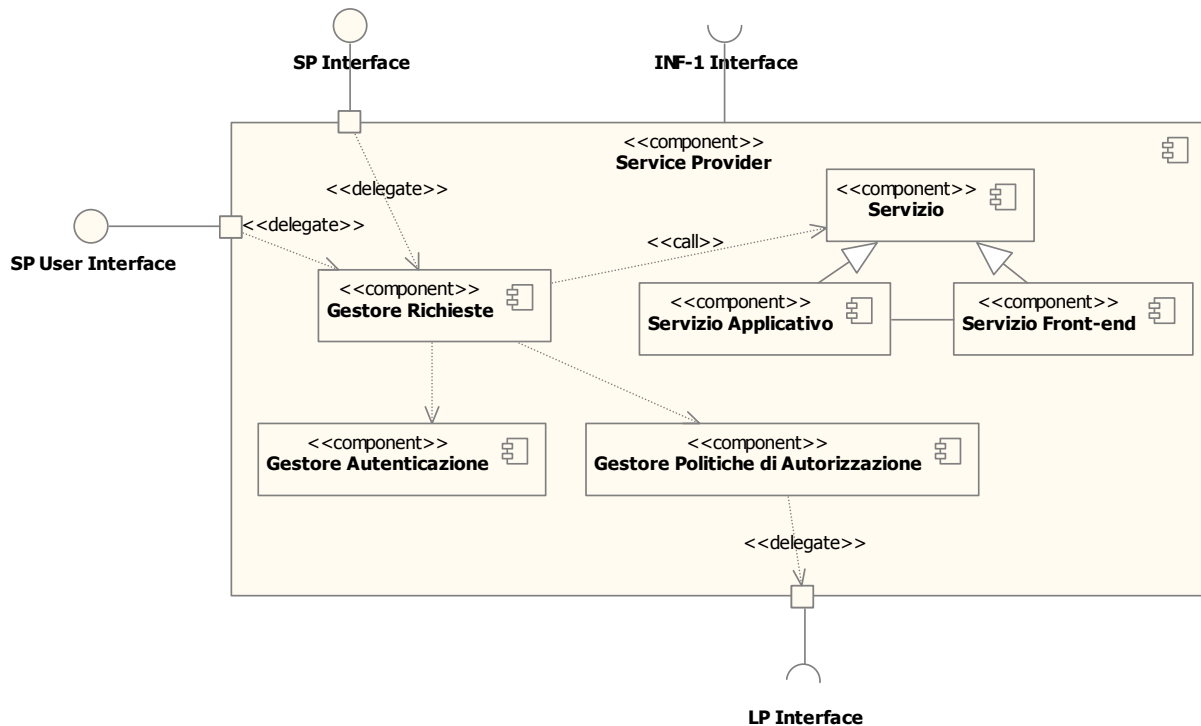 SP Interface
INF-1 Interface
<<component>>
Service Provider
<<delegate>>
<<component>>
Servizio
<<delegate>>
<<call>>
SP User Interface
<<component>>
Gestore Richieste
<<component>>
Servizio Applicativo
<<component>>
Servizio Front-end
<<component>>
Gestore Autenticazione
<<component>>
Gestore Politiche di Autorizzazione
<<delegate>>
LP Interface